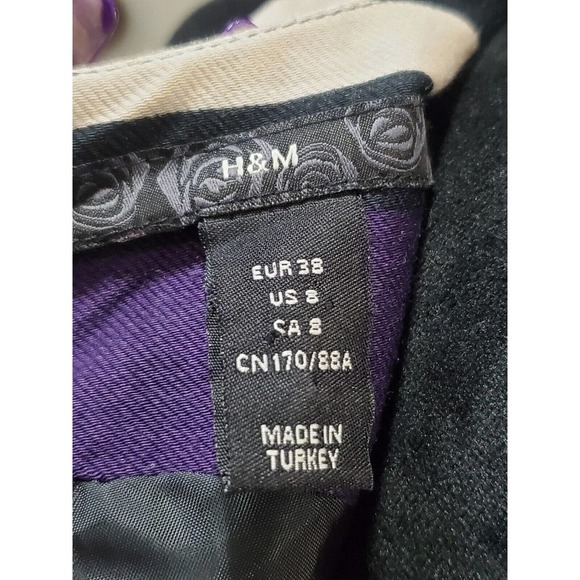 H&M
EUR 38
US 8
CA 8
CN170/88A
MADE IN
TURKEY